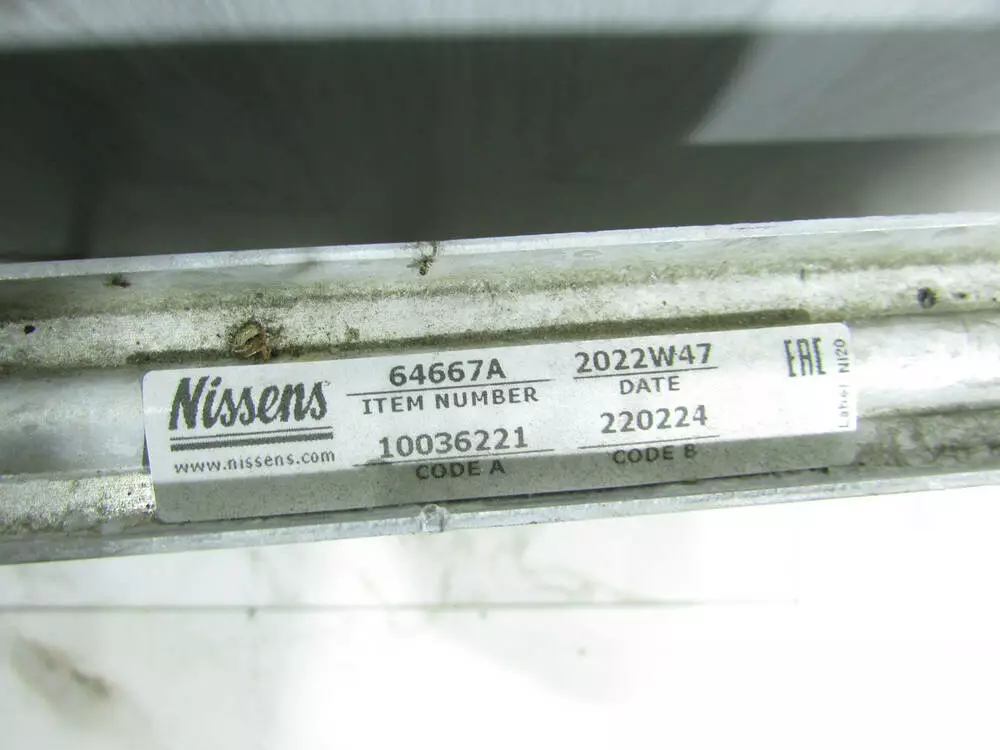 Nissens
www.nissens.com
64667A
ITEM NUMBER
10036221
CODE A
2022W47
DATE
220224
CODE B
EAC
Label NI20